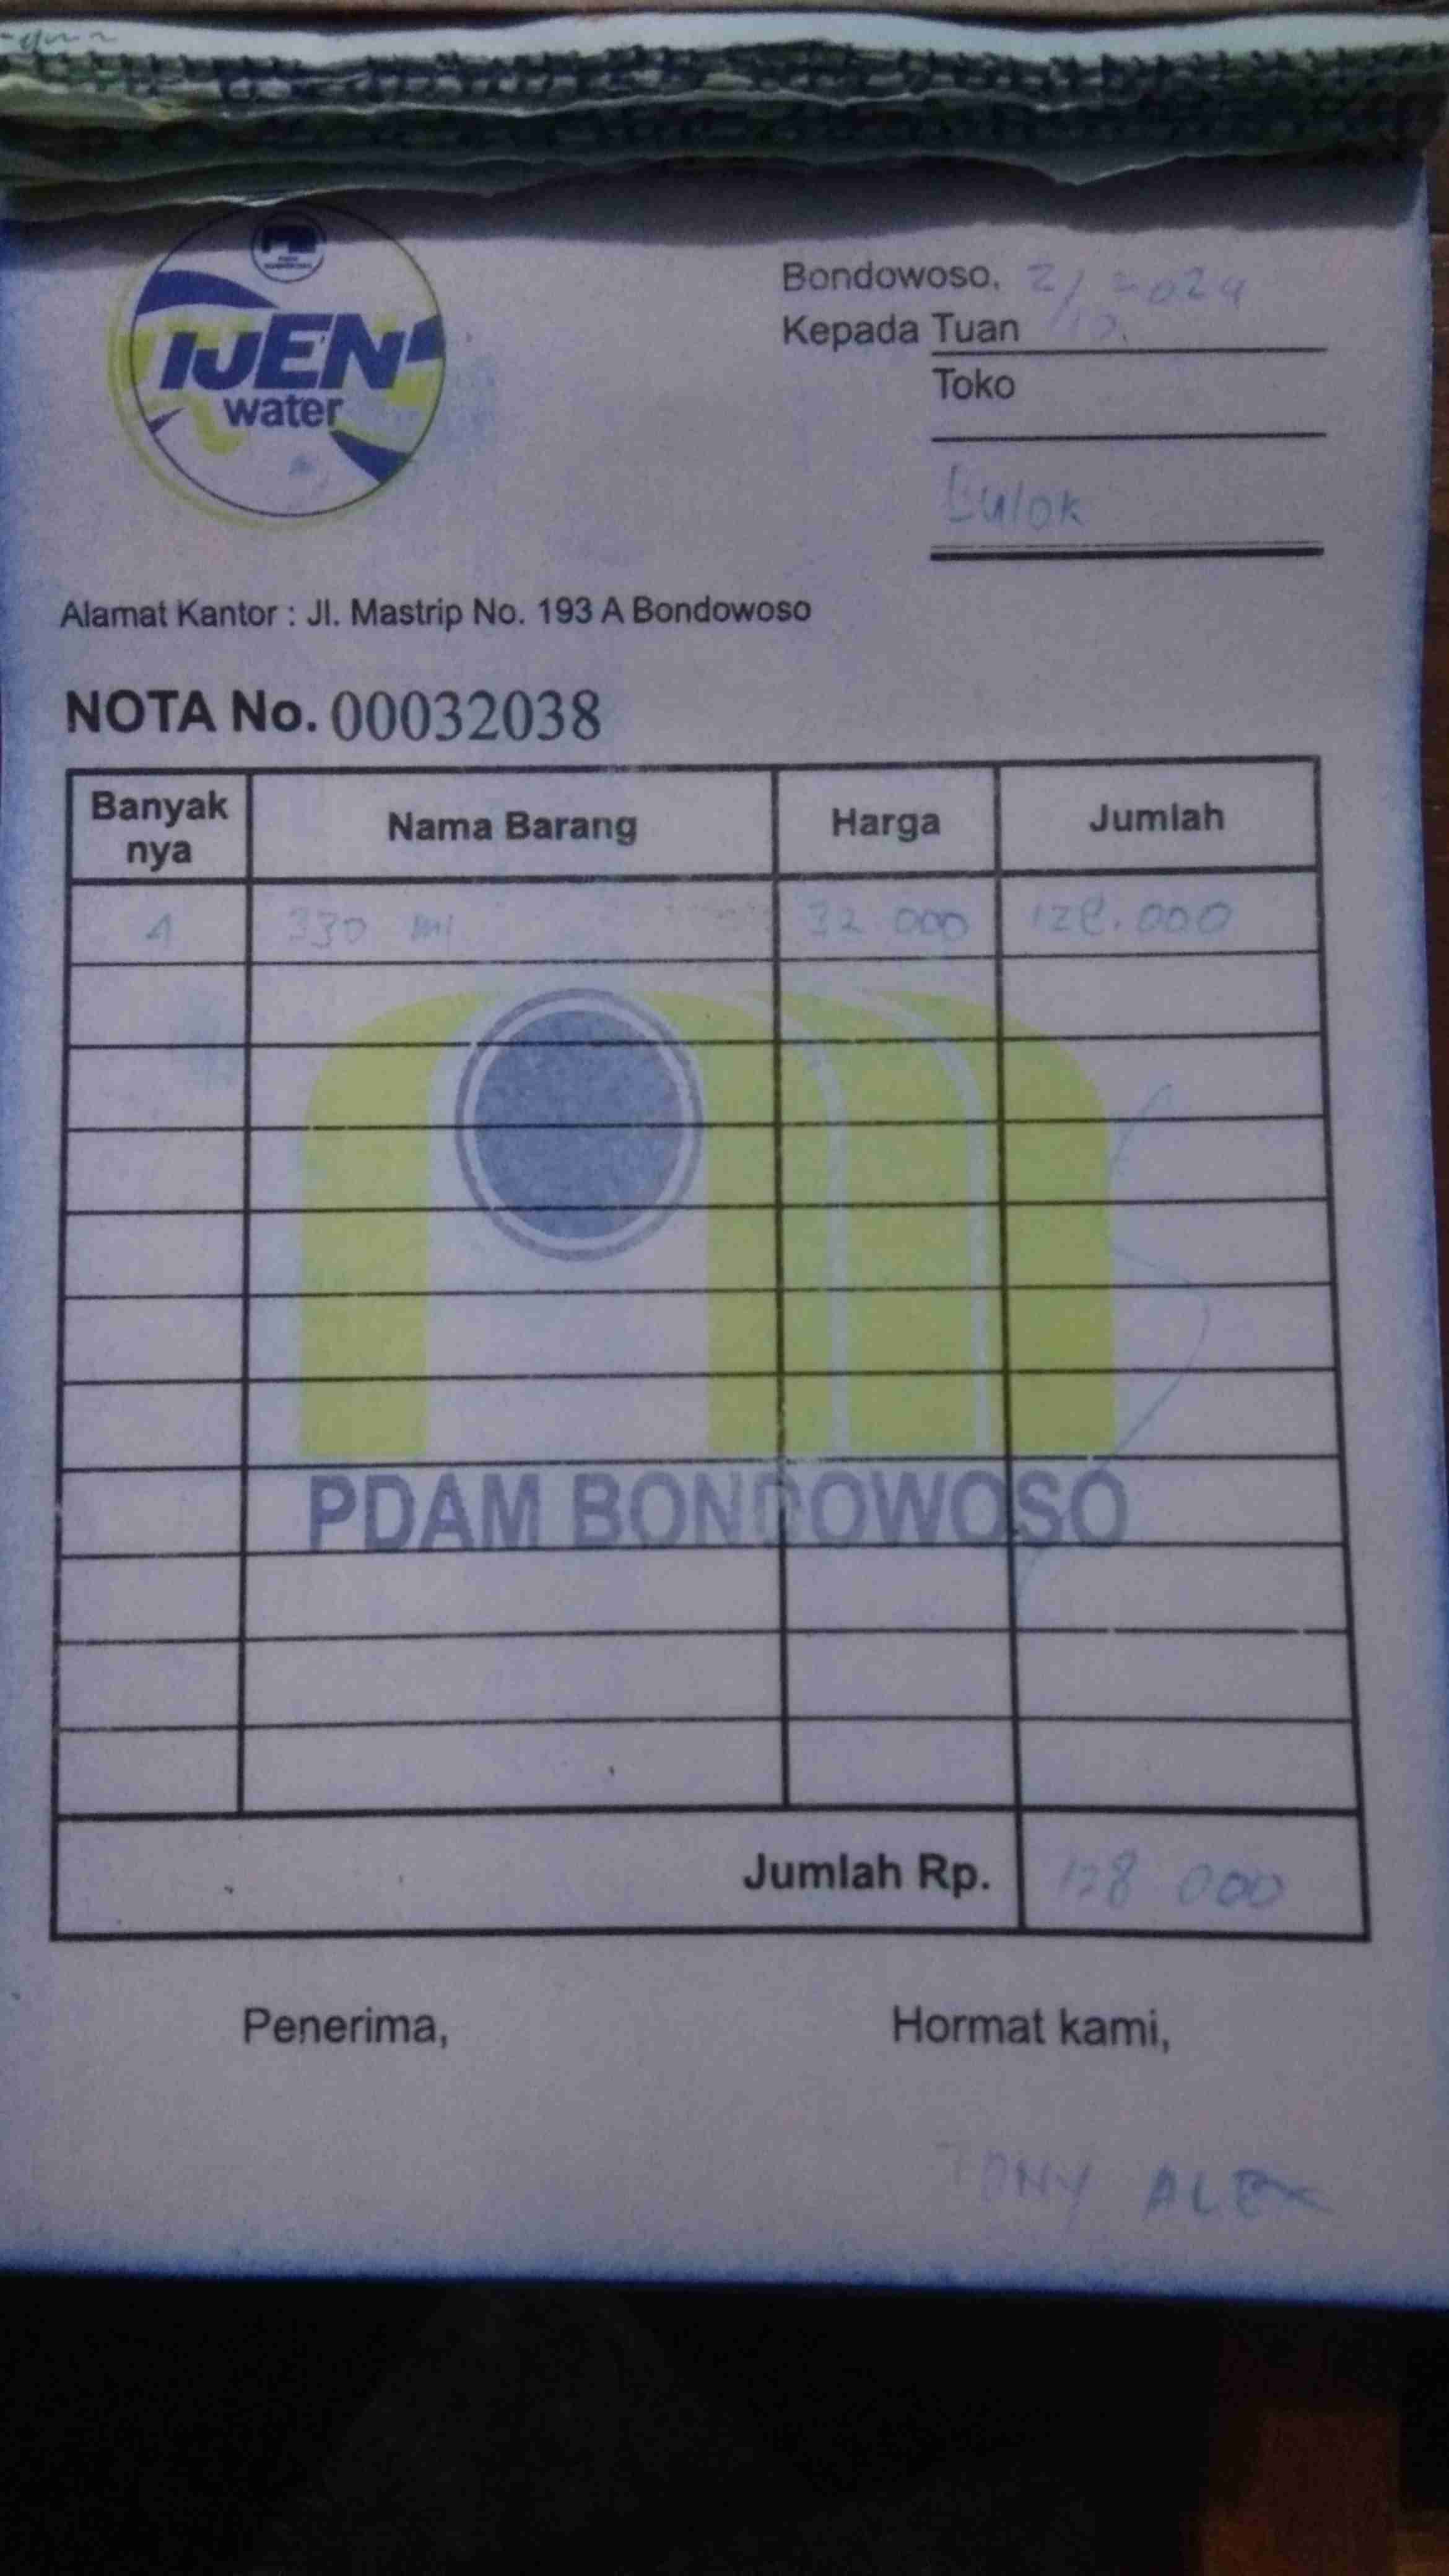 IJEN
water
Bondowoso, 2/10. 2024
Kepada Tuan
Toko
Lulok
Alamat Kantor : Jl. Mastrip No. 193 A Bondowoso
NOTA No. 00032038
Banyak nya Nama Barang Harga Jumlah
4 330 ml 32 000 128.000
PDAM BONDOWOSO
Jumlah Rp. 128 000
Penerima, Hormat kami,
TONY ALEX